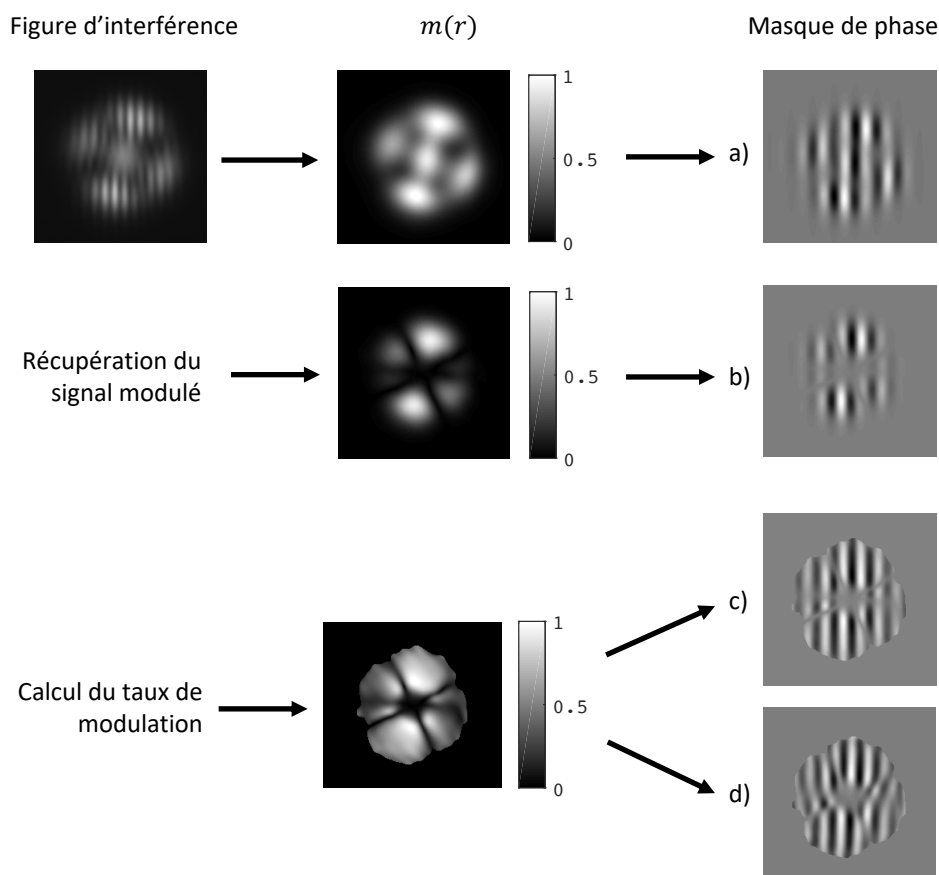 Figure d’interférence
m(r)
Masque de phase
1
0.5
0
a)
Récupération du
signal modulé
1
0.5
0
b)
Calcul du taux de
modulation
1
0.5
0
c)
d)